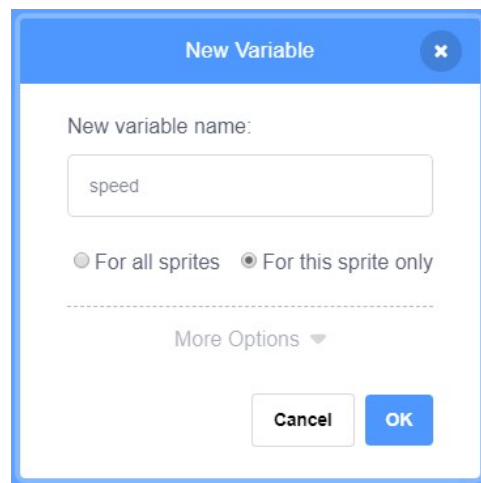 New Variable
New variable name:
speed
For all sprites For this sprite only
More Options
Cancel OK